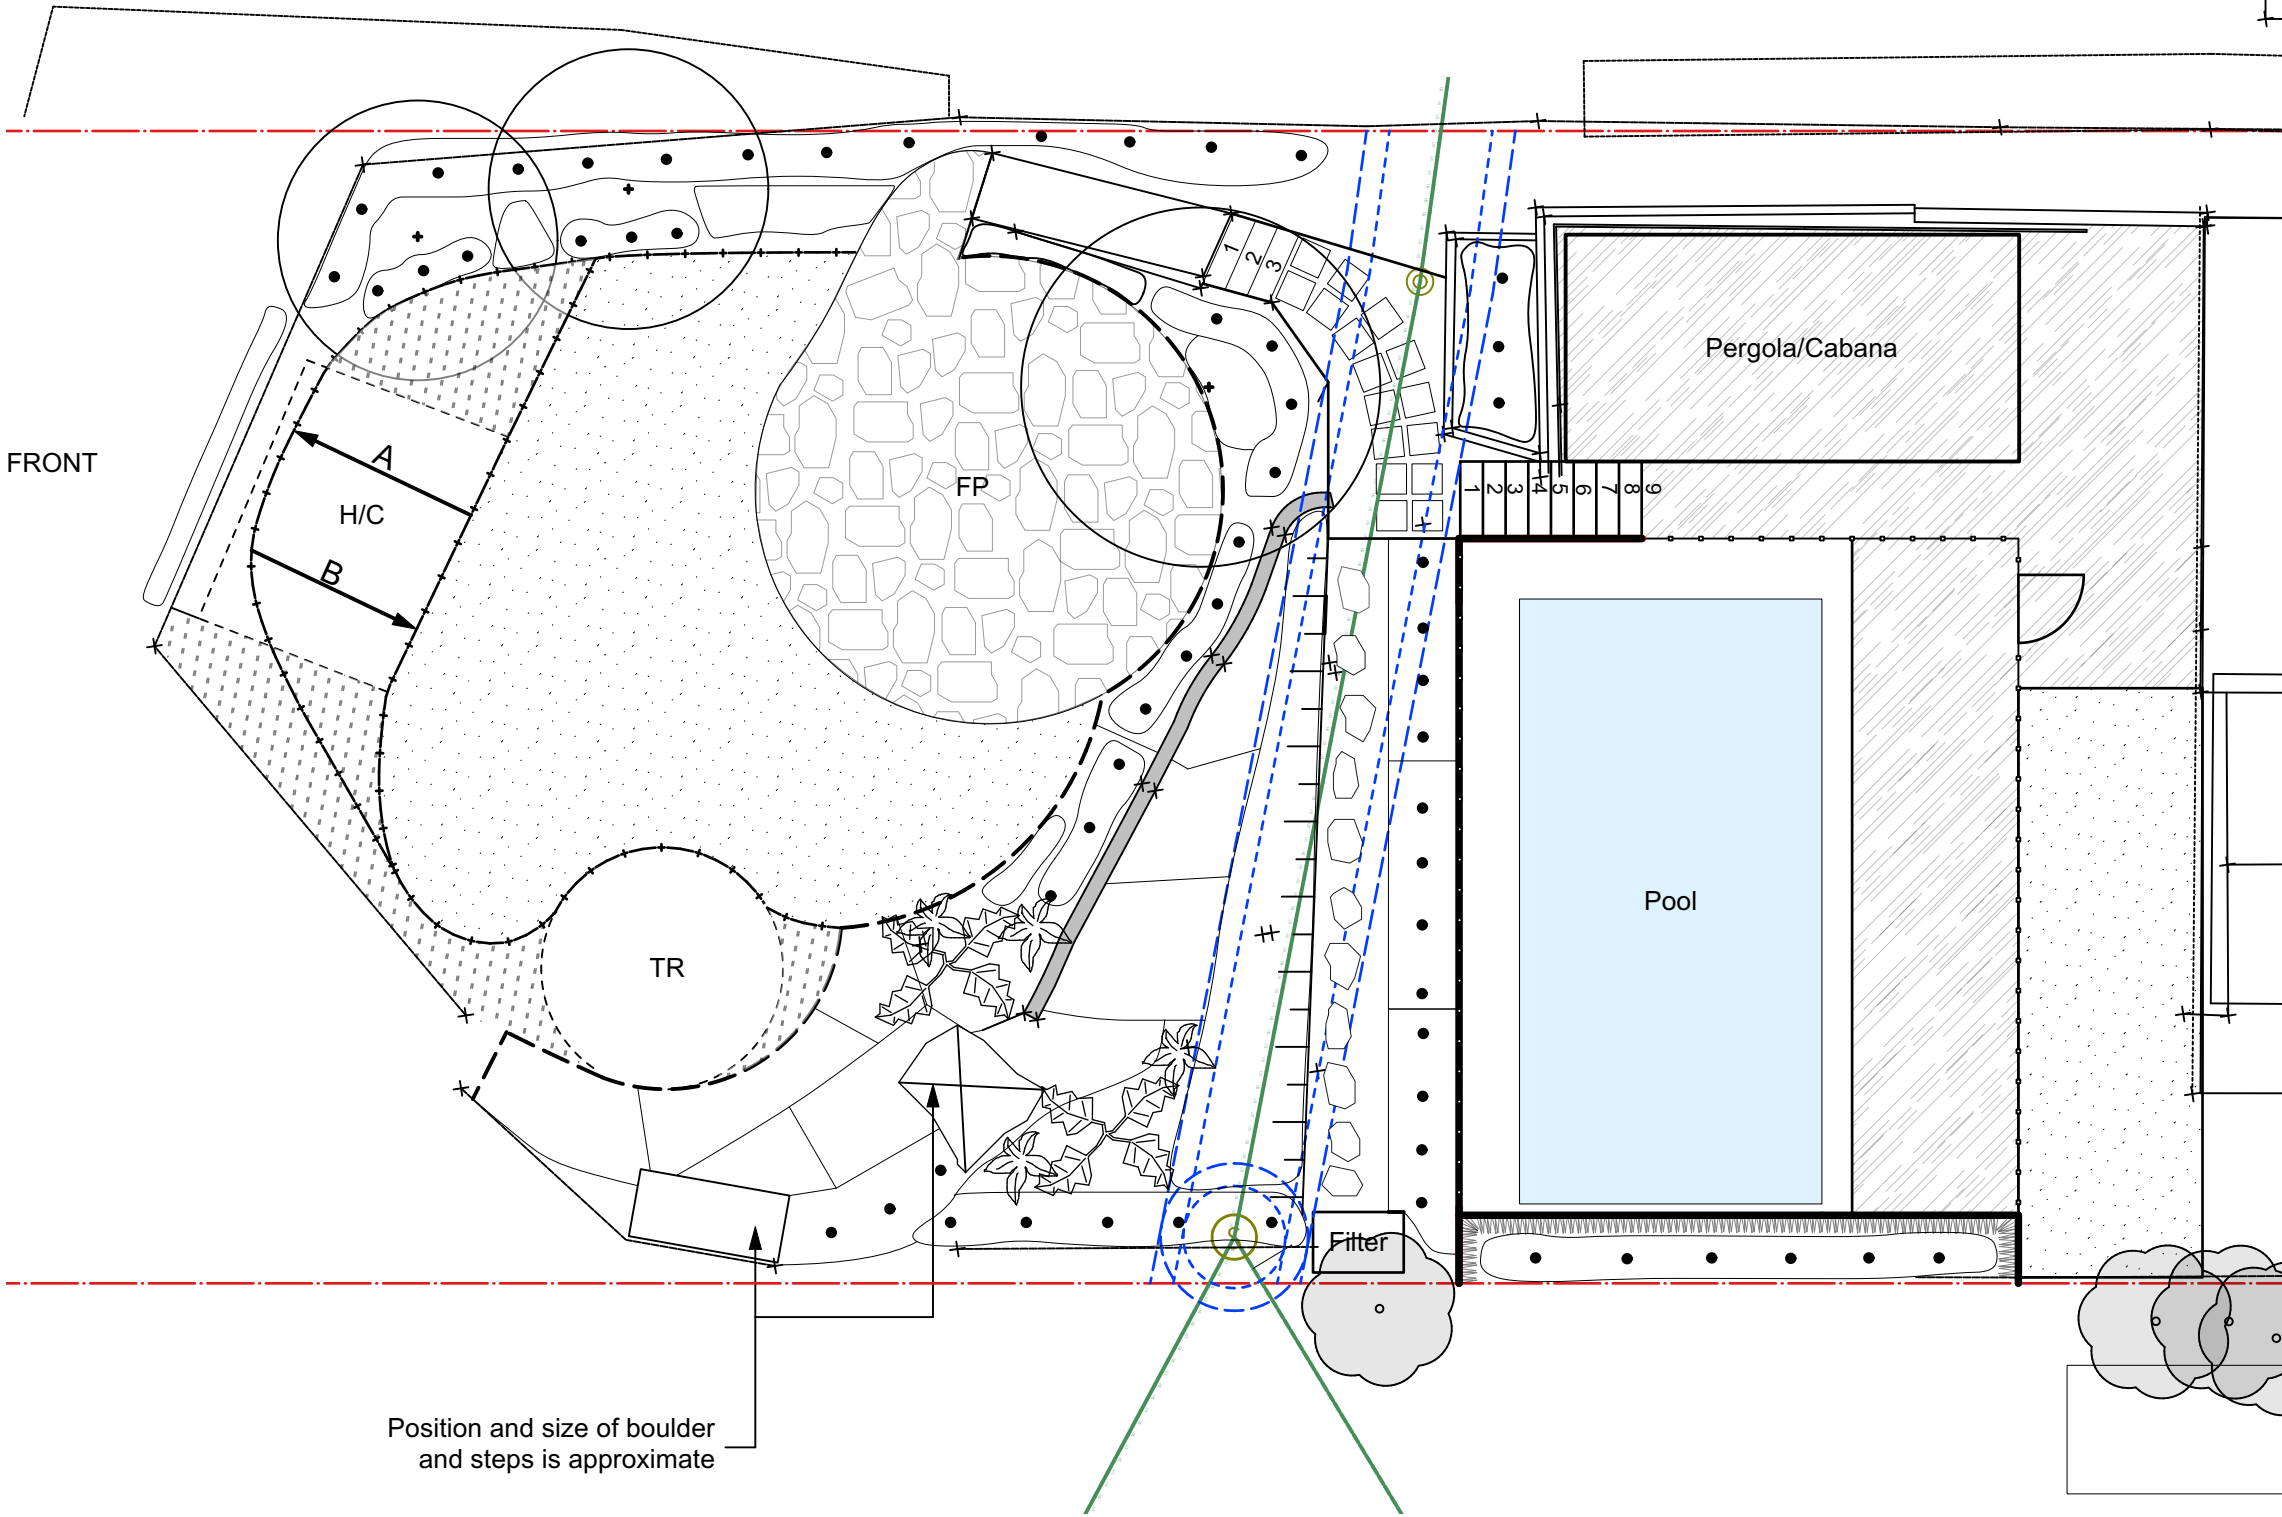 1
2
3
Pergola/Cabana
FRONT
A
H/C
B
FP
1
2
3
4
5
6
7
8
9
Pool
TR
S
Filter
Position and size of boulder
and steps is approximate